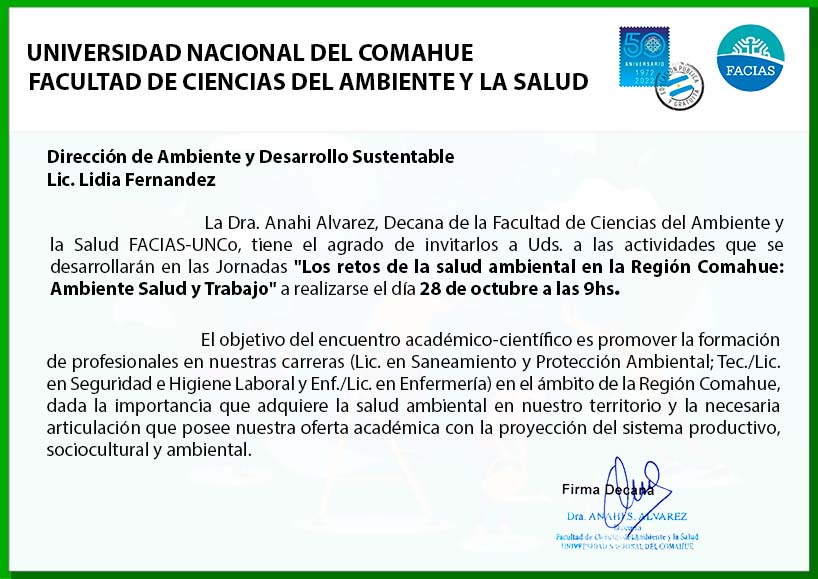 UNIVERSIDAD NACIONAL DEL COMAHUE
FACULTAD DE CIENCIAS DEL AMBIENTE Y LA SALUD
50
ANIVERSARIO
1972
2022
EDUCACIÓN PÚBLICA
Y GRATUITA
FACIAS
Dirección de Ambiente y Desarrollo Sustentable
Lic. Lidia Fernandez
La Dra. Anahi Alvarez, Decana de la Facultad de Ciencias del Ambiente y
la Salud FACIAS-UNCo, tiene el agrado de invitarlos a Uds. a las actividades que se
desarrollarán en las Jornadas "Los retos de la salud ambiental en la Región Comahue:
Ambiente Salud y Trabajo" a realizarse el día 28 de octubre a las 9hs.
El objetivo del encuentro académico-científico es promover la formación
de profesionales en nuestras carreras (Lic. en Saneamiento y Protección Ambiental; Tec./Lic.
en Seguridad e Higiene Laboral y Enf./Lic. en Enfermería) en el ámbito de la Región Comahue,
dada la importancia que adquiere la salud ambiental en nuestro territorio y la necesaria
articulación que posee nuestra oferta académica con la proyección del sistema productivo,
sociocultural y ambiental.
Firma Decana
Dra. ANAHI S. ALVAREZ
Facultad de Ciencias del Ambiente y la Salud
UNIVERSIDAD NACIONAL DEL COMAHUE